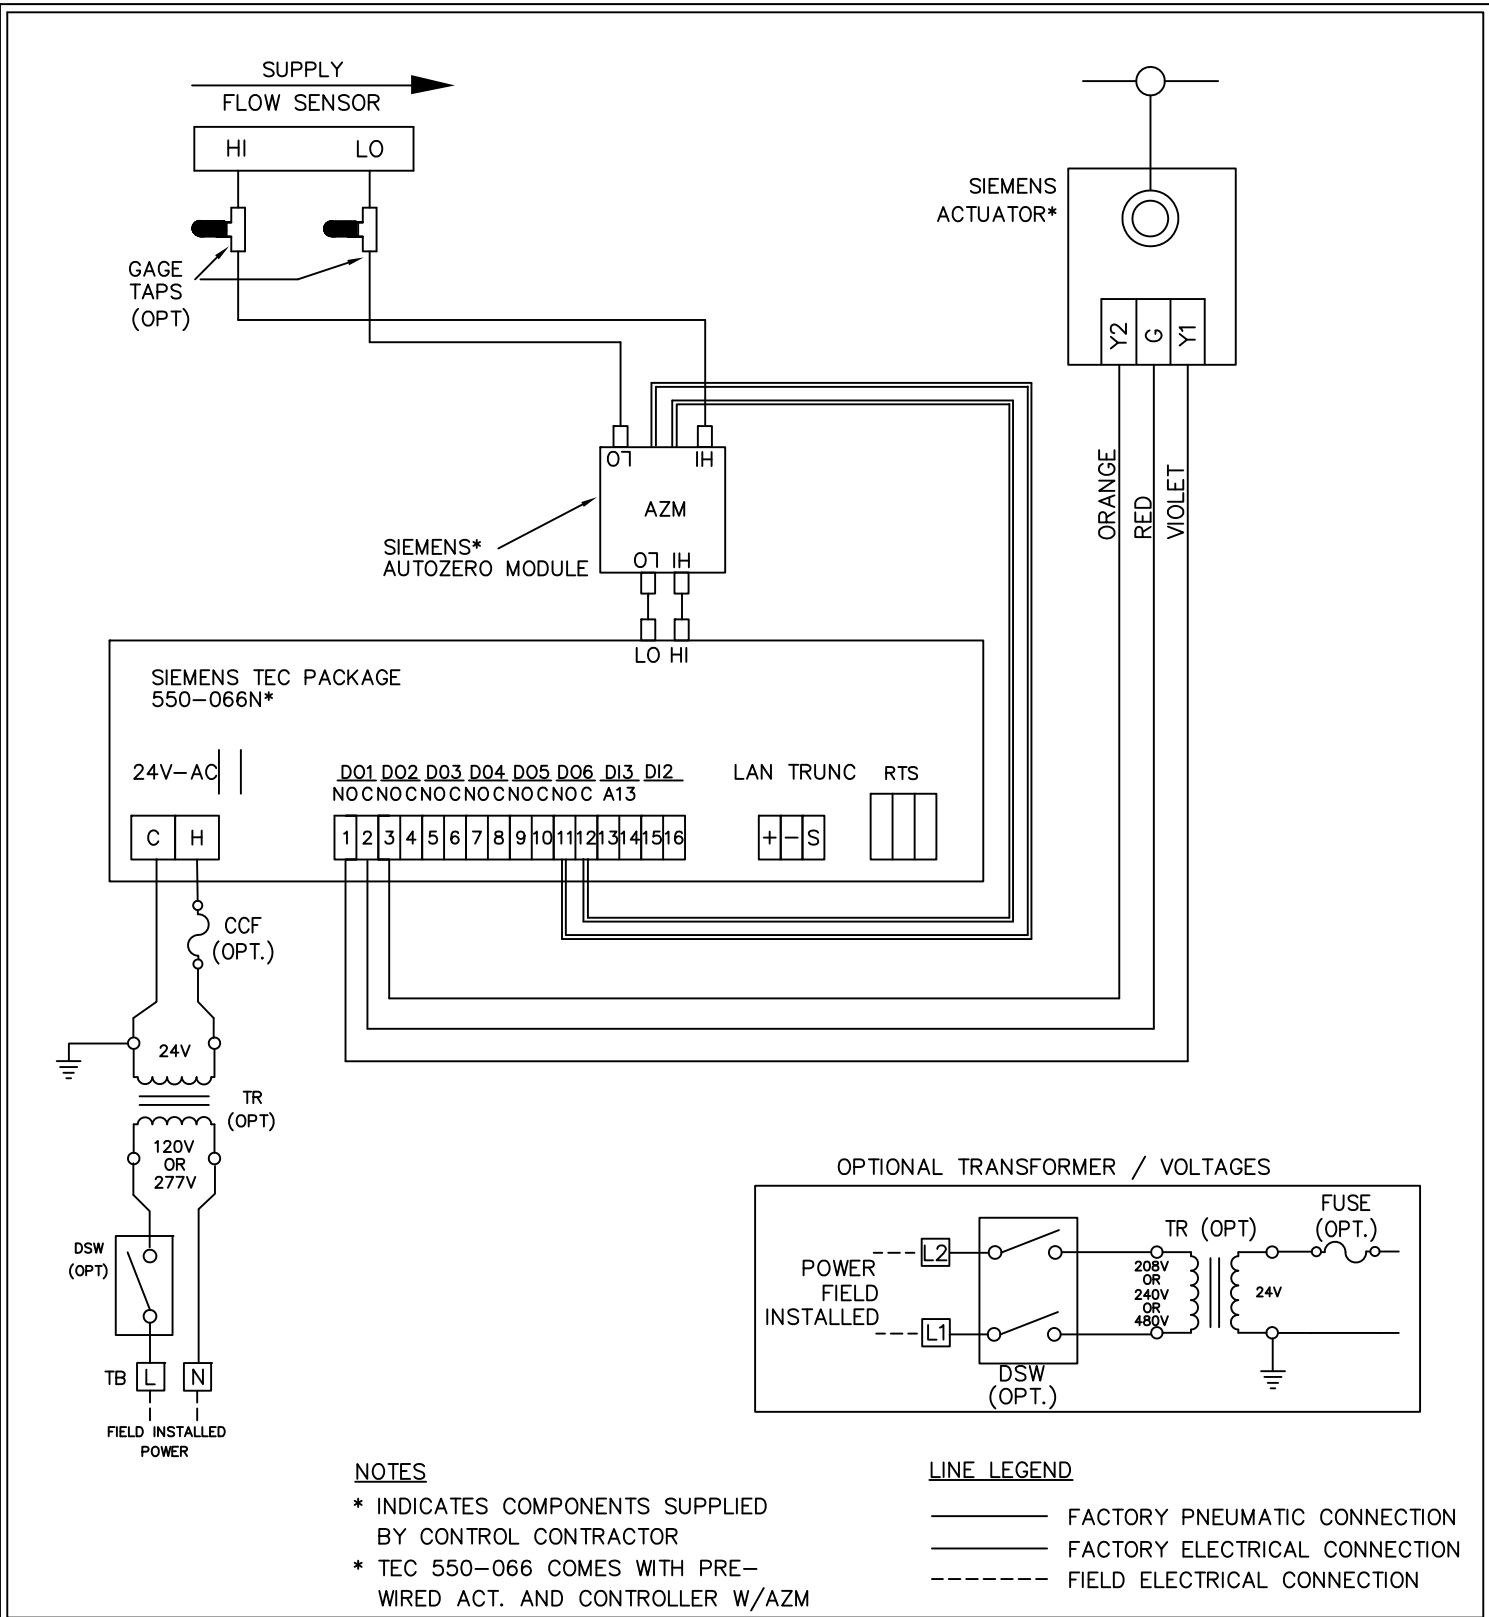 SUPPLY
FLOW SENSOR
HI LO
GAGE
TAPS
(OPT)
SIEMENS
ACTUATOR*
Y2 G Y1
ORANGE
RED
VIOLET
LO HI
AZM
LO HI
SIEMENS*
AUTOZERO MODULE
LO HI
SIEMENS TEC PACKAGE
550-066N*
24V-AC
DO1 DO2 DO3 DO4 DO5 DO6 DI3 DI2
NO C NO C NO C NO C NO C NO C A13
C H
1 2 3 4 5 6 7 8 9 10 11 12 13 14 15 16
LAN TRUNC
+ - S
RTS
CCF
(OPT.)
24V
TR
(OPT)
120V
OR
277V
DSW
(OPT)
TB L N
FIELD INSTALLED
POWER
OPTIONAL TRANSFORMER / VOLTAGES
POWER
FIELD
INSTALLED
L2
L1
DSW
(OPT.)
TR (OPT)
208V
OR
240V
OR
480V
24V
FUSE
(OPT.)
NOTES
* INDICATES COMPONENTS SUPPLIED
BY CONTROL CONTRACTOR
* TEC 550-066 COMES WITH PRE-
WIRED ACT. AND CONTROLLER W/AZM
LINE LEGEND
FACTORY PNEUMATIC CONNECTION
FACTORY ELECTRICAL CONNECTION
FIELD ELECTRICAL CONNECTION